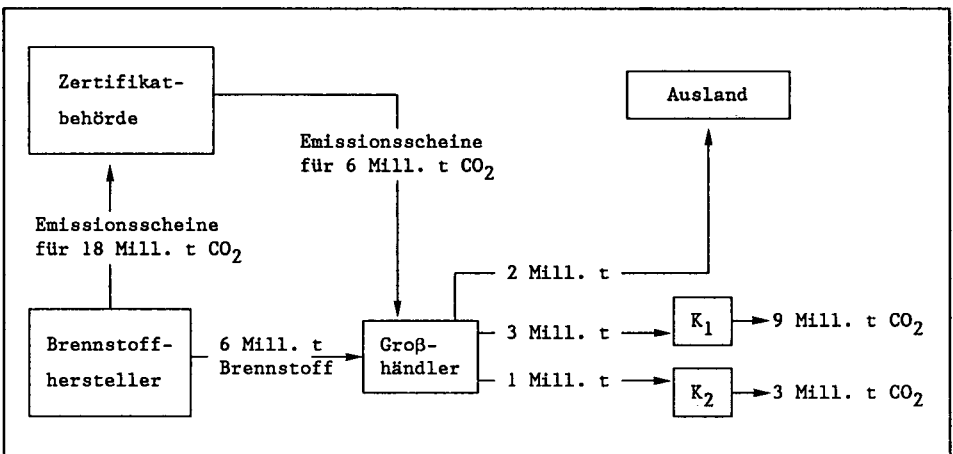 Zertifikat-
behörde
Ausland
Emissionsscheine
für 6 Mill. t CO2
Emissionsscheine
für 18 Mill. t CO2
2 Mill. t
Brennstoff-
hersteller
6 Mill. t
Brennstoff
Groβ-
händler
3 Mill. t
K1
9 Mill. t CO2
1 Mill. t
K2
3 Mill. t CO2